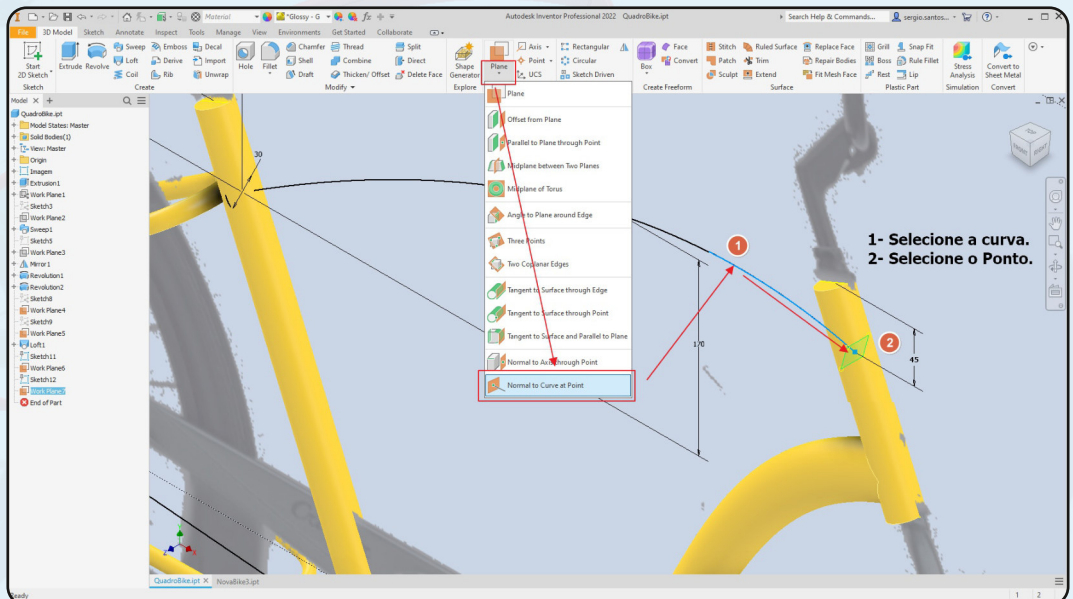 Material
*Glossy - G
Autodesk Inventor Professional 2022 QuadroBike.ipt
Search Help & Commands...
sergio.santos...
File 3D Model Sketch Annotate Inspect Tools Manage View Environments Get Started Collaborate
Start
2D Sketch
Extrude Revolve
Sweep
Loft
Coil
Emboss
Derive
Rib
Decal
Import
Unwrap
Hole
Fillet
Chamfer
Shell
Draft
Thread
Combine
Thicken/ Offset
Split
Direct
Delete Face
Shape
Generator
Plane
Axis
Point
UCS
Rectangular
Circular
Sketch Driven
Box
Face
Convert
Stitch
Patch
Sculpt
Ruled Surface
Trim
Extend
Replace Face
Repair Bodies
Fit Mesh Face
Grill
Boss
Rest
Snap Fit
Rule Fillet
Lip
Stress
Analysis
Convert to
Sheet Metal
Sketch
Create
Modify
Explore
Create Freeform
Surface
Plastic Part
Simulation
Convert
Model
QuadroBike.ipt
Model States: Master
Solid Bodies(1)
View: Master
Origin
Imagem
Extrusion1
Work Plane1
Sketch3
Work Plane2
Sweep1
Sketch5
Work Plane3
Mirror1
Revolution1
Revolution2
Sketch8
Work Plane4
Sketch9
Work Plane5
Loft1
Sketch11
Work Plane6
Sketch12
Work Plane7
End of Part
Plane
Offset from Plane
Parallel to Plane through Point
Midplane between Two Planes
Midplane of Torus
Angle to Plane around Edge
Three Points
Two Coplanar Edges
Tangent to Surface through Edge
Tangent to Surface through Point
Tangent to Surface and Parallel to Plane
Normal to Axis through Point
Normal to Curve at Point
30
1
1- Selecione a curva.
2- Selecione o Ponto.
2
170
45
TOP
FRONT
RIGHT
QuadroBike.ipt
NovaBike3.ipt
Ready
1 2